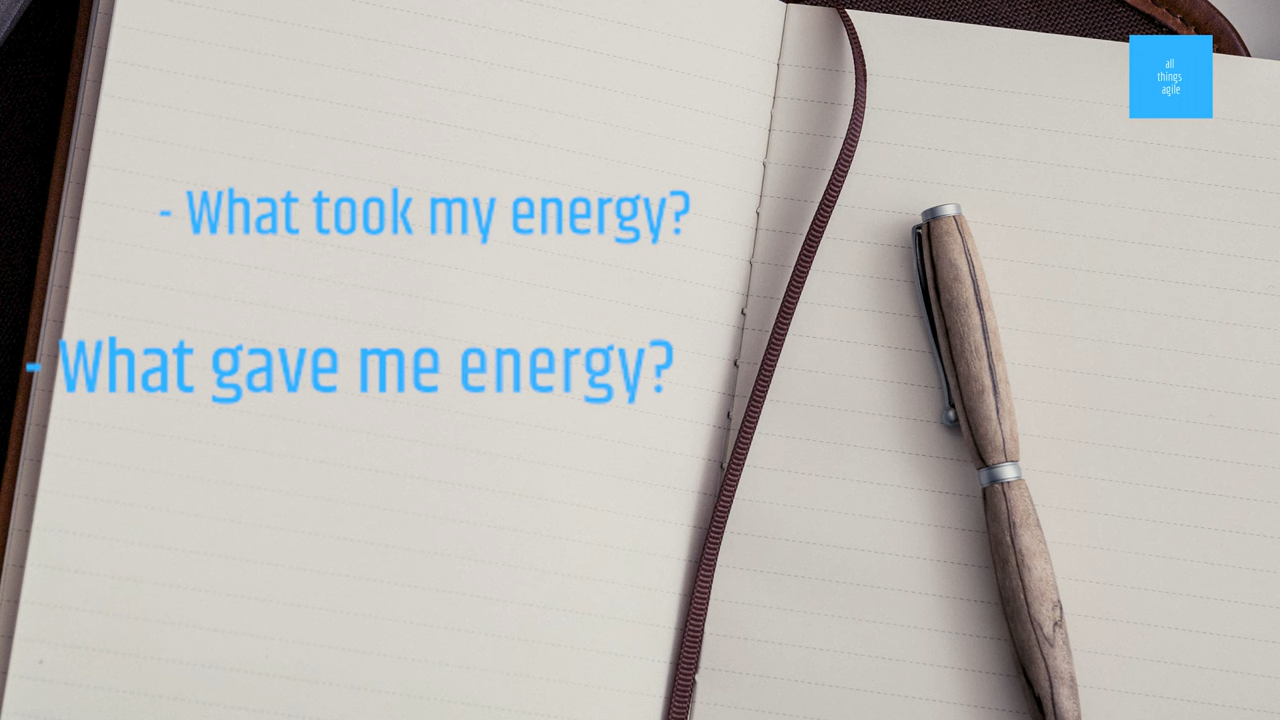 all
things
agile
- What took my energy?
- What gave me energy?